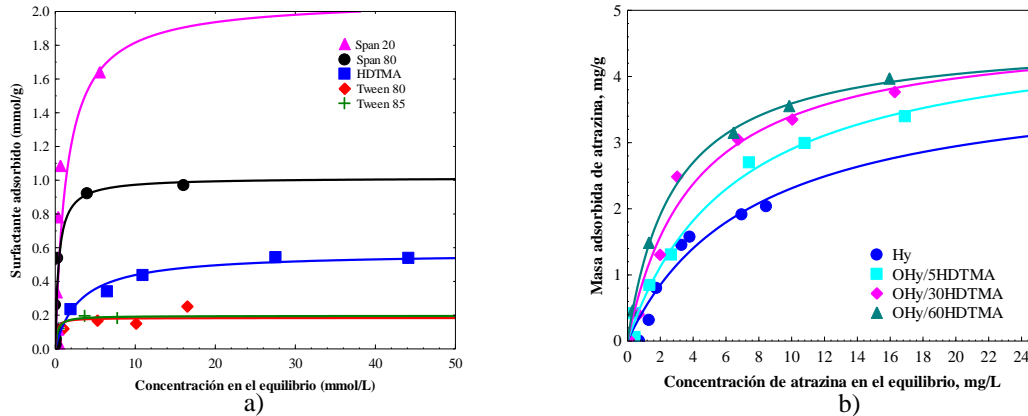 a)
2.0
1.8
1.6
1.4
1.2
1.0
0.8
0.6
0.4
0.2
0.0
Surfactante adsorbido (mmol/g)
Span 20
Span 80
HDTMA
Tween 80
Tween 85
0 10 20 30 40 50
Concentración en el equilibrio (mmol/L)
a)
5
4
3
2
1
0
Masa adsorbida de atrazina, mg/g
Hy
OHy/5HDTMA
OHy/30HDTMA
OHy/60HDTMA
0 2 4 6 8 10 12 14 16 18 20 22 24
Concentración de atrazina en el equilibrio, mg/L
b)